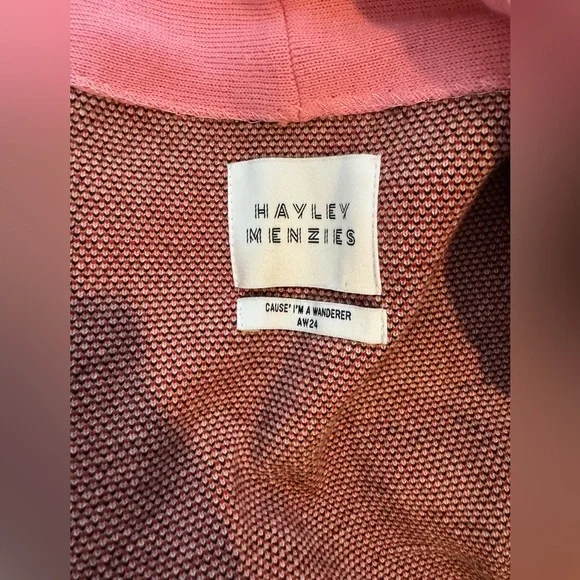 HAYLEY
MENZIES
CAUSE' I'M A WANDERER
AW24